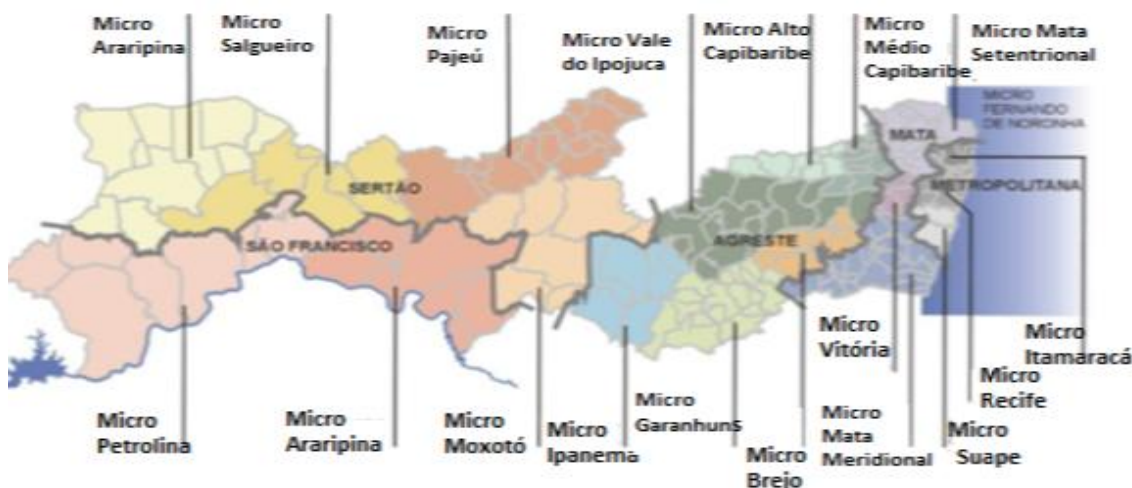 Micro
Araripina
Micro
Salgueiro
Micro
Pajeú
Micro Vale
do Ipojuca
Micro Alto
Capibaribe
Micro
Médio
Capibaribe
Micro Mata
Setentrional
MICRO
FERNANDO
DE NORONHA
MATA
METROPOLITANA
SERTÃO
SÃO FRANCISCO
AGRESTE
Micro
Petrolina
Micro
Araripina
Micro
Moxotó
Micro
Ipanema
Micro
Garanhuns
Micro
Brejo
Micro
Vitória
Micro
Mata
Meridional
Micro
Suape
Micro
Recife
Micro
Itamaracá